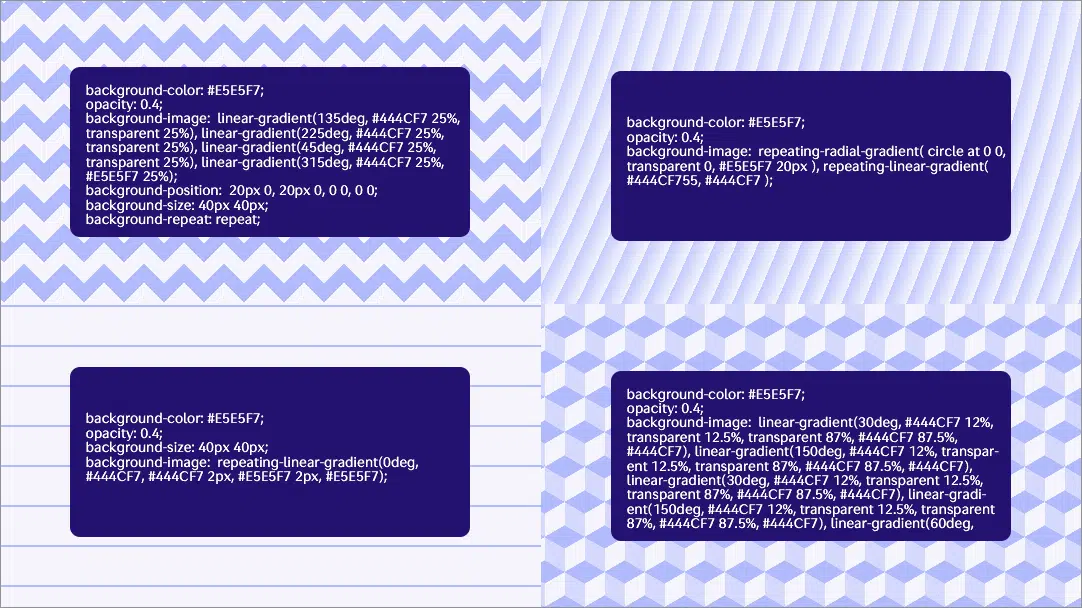 background-color: #E5E5F7;
opacity: 0.4;
background-image:  linear-gradient(135deg, #444CF7 25%,
transparent 25%), linear-gradient(225deg, #444CF7 25%,
transparent 25%), linear-gradient(45deg, #444CF7 25%,
transparent 25%), linear-gradient(315deg, #444CF7 25%,
#E5E5F7 25%);
background-position:  20px 0, 20px 0, 0 0, 0 0;
background-size: 40px 40px;
background-repeat: repeat;
background-color: #E5E5F7;
opacity: 0.4;
background-image:  repeating-radial-gradient( circle at 0 0,
transparent 0, #E5E5F7 20px ), repeating-linear-gradient(
#444CF755, #444CF7 );
background-color: #E5E5F7;
opacity: 0.4;
background-size: 40px 40px;
background-image:  repeating-linear-gradient(0deg,
#444CF7, #444CF7 2px, #E5E5F7 2px, #E5E5F7);
background-color: #E5E5F7;
opacity: 0.4;
background-image:  linear-gradient(30deg, #444CF7 12%,
transparent 12.5%, transparent 87%, #444CF7 87.5%,
#444CF7), linear-gradient(150deg, #444CF7 12%, transpar-
ent 12.5%, transparent 87%, #444CF7 87.5%, #444CF7),
linear-gradient(30deg, #444CF7 12%, transparent 12.5%,
transparent 87%, #444CF7 87.5%, #444CF7), linear-gradi-
ent(150deg, #444CF7 12%, transparent 12.5%, transparent
87%, #444CF7 87.5%, #444CF7), linear-gradient(60deg,